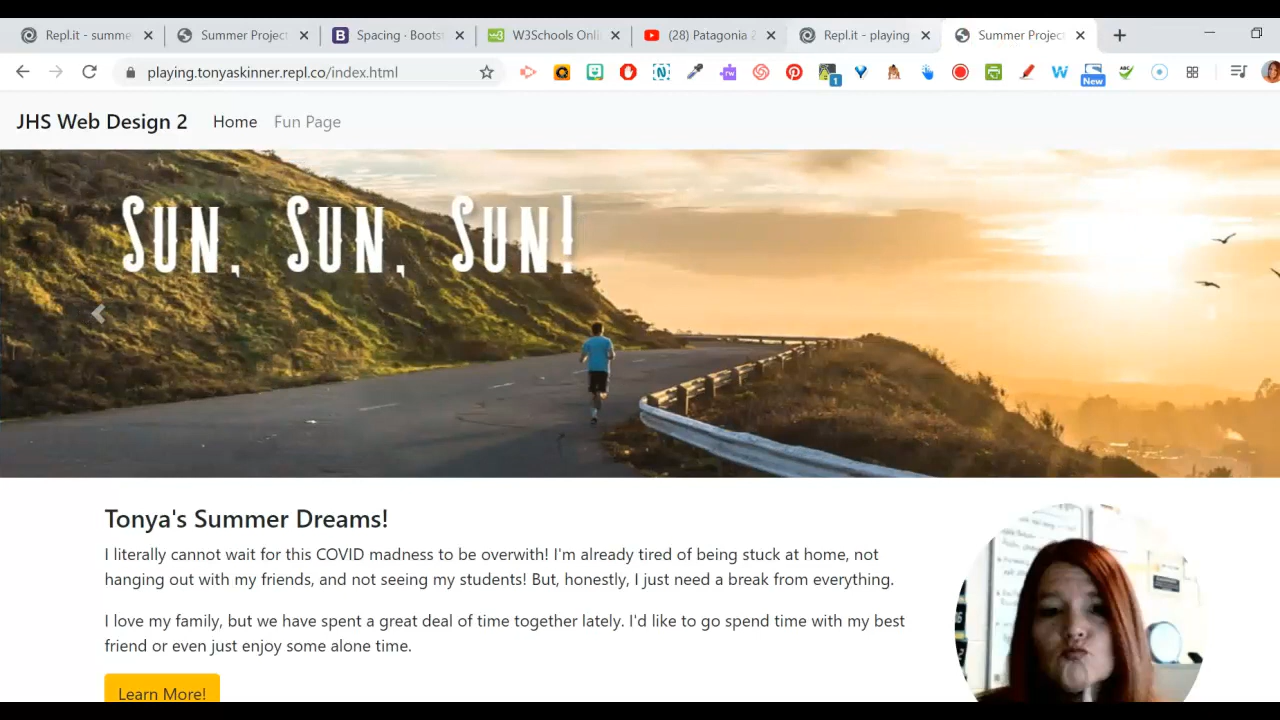 Repl.it - summe
Summer Project
Spacing · Boots
W3Schools Onli
(28) Patagonia
Repl.it - playing
Summer Project
playing.tonyaskinner.repl.co/index.html
1
New
JHS Web Design 2 Home Fun Page
Sun, Sun, Sun!
Tonya's Summer Dreams!
I literally cannot wait for this COVID madness to be overwith! I'm already tired of being stuck at home, not
hanging out with my friends, and not seeing my students! But, honestly, I just need a break from everything.
I love my family, but we have spent a great deal of time together lately. I'd like to go spend time with my best
friend or even just enjoy some alone time.
Learn More!